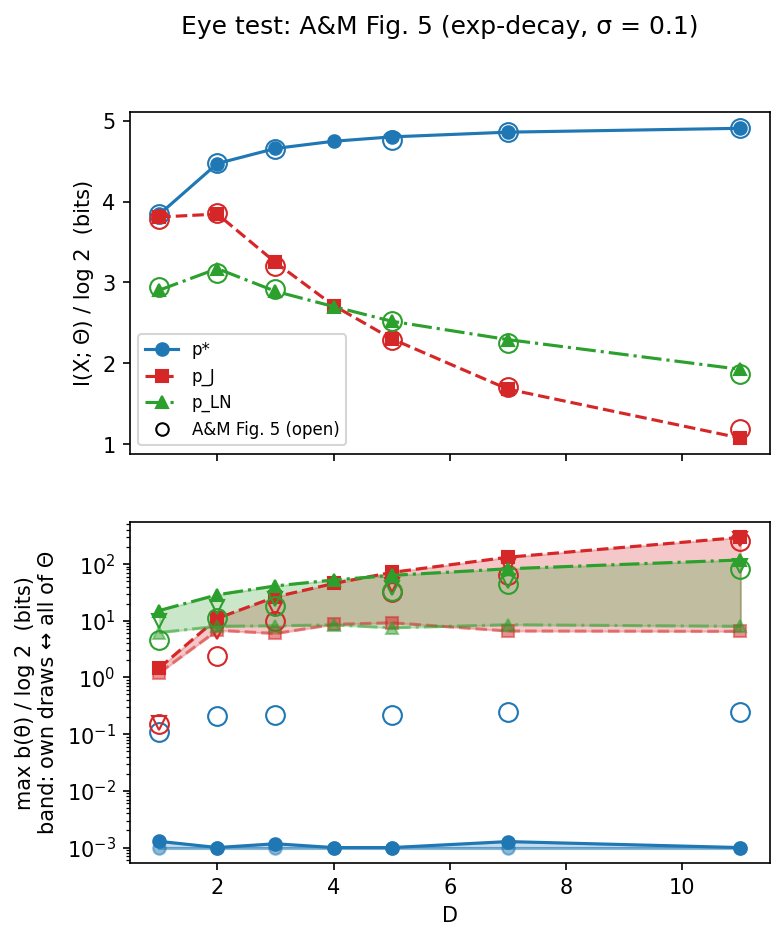 Eye test: A&M Fig. 5 (exp-decay, σ = 0.1)
I(X; Θ) / log 2  (bits)
5
4
3
2
1
p*
p_J
p_LN
A&M Fig. 5 (open)
max b(θ) / log 2  (bits)
band: own draws ↔ all of Θ
10²
10¹
10⁰
10⁻¹
10⁻²
10⁻³
2 4 6 8 10
D